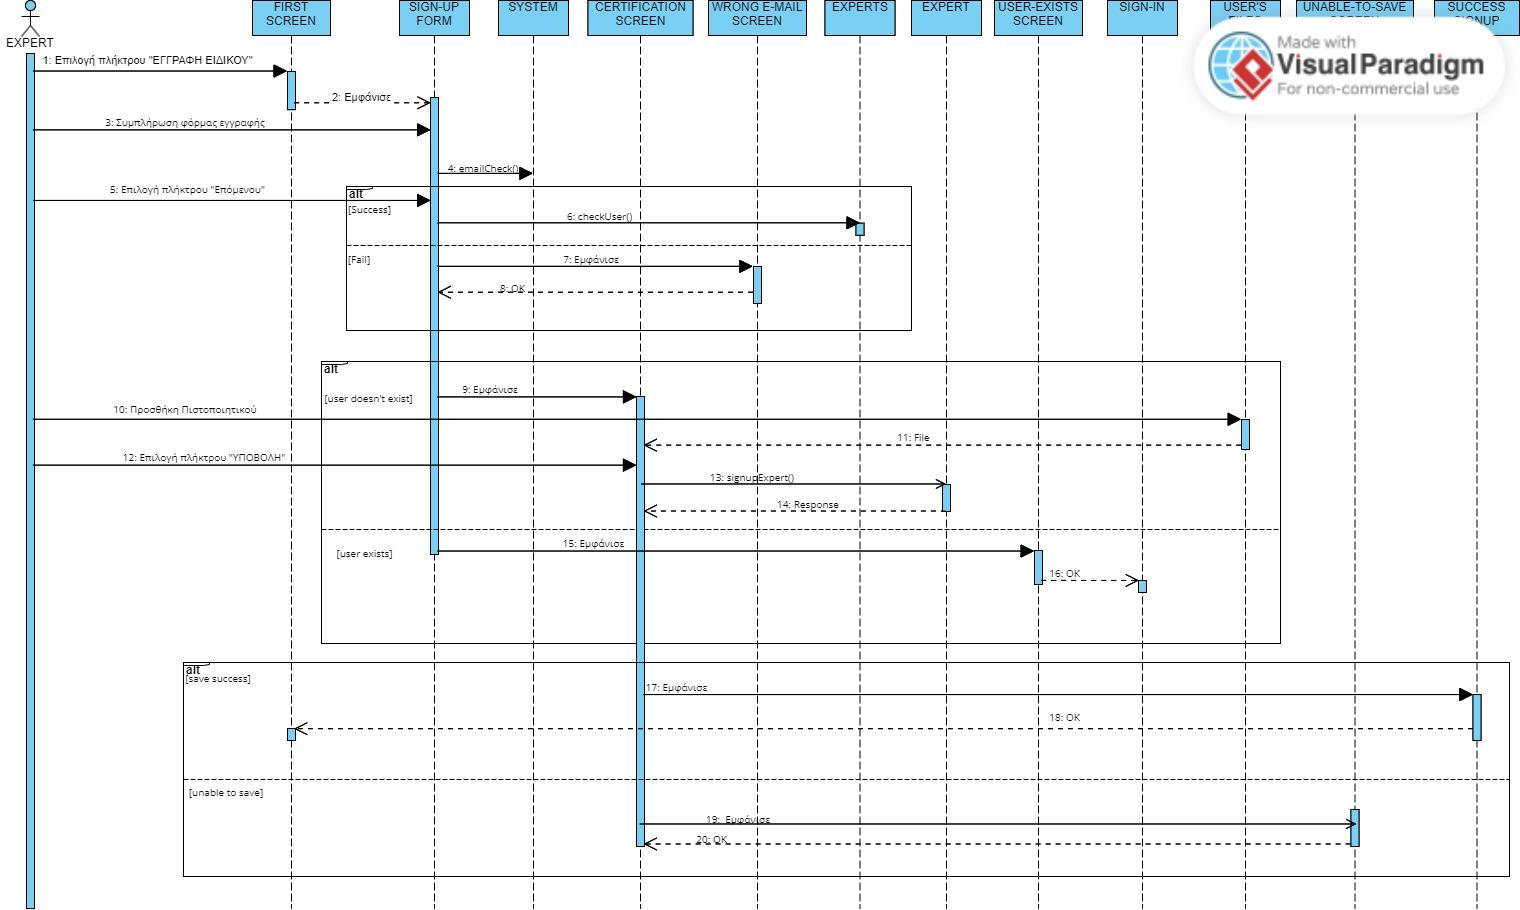 EXPERT
FIRST
SCREEN
SIGN-UP
FORM
SYSTEM
CERTIFICATION
SCREEN
WRONG E-MAIL
SCREEN
EXPERTS
EXPERT
USER-EXISTS
SCREEN
SIGN-IN
USER'S
UNABLE-TO-SAVE
SUCCESS
Made with
Visual Paradigm
For non-commercial use
1: Επιλογή πλήκτρου "ΕΓΓΡΑΦΗ ΕΙΔΙΚΟΥ"
2: Εμφάνισε
3: Συμπλήρωση φόρμας εγγραφής
4: emailCheck()
alt
5: Επιλογή πλήκτρου "Επόμενου"
[Success]
6: checkUser()
[Fail]
7: Εμφάνισε
8: OK
alt
9: Εμφάνισε
[user doesn't exist]
10: Προσθήκη Πιστοποιητικού
11: File
12: Επιλογή πλήκτρου "ΥΠΟΒΟΛΗ"
13: signupExpert()
14: Response
15: Εμφάνισε
[user exists]
16: OK
alt
[save success]
17: Εμφάνισε
18: OK
[unable to save]
19: Εμφάνισε
20: OK